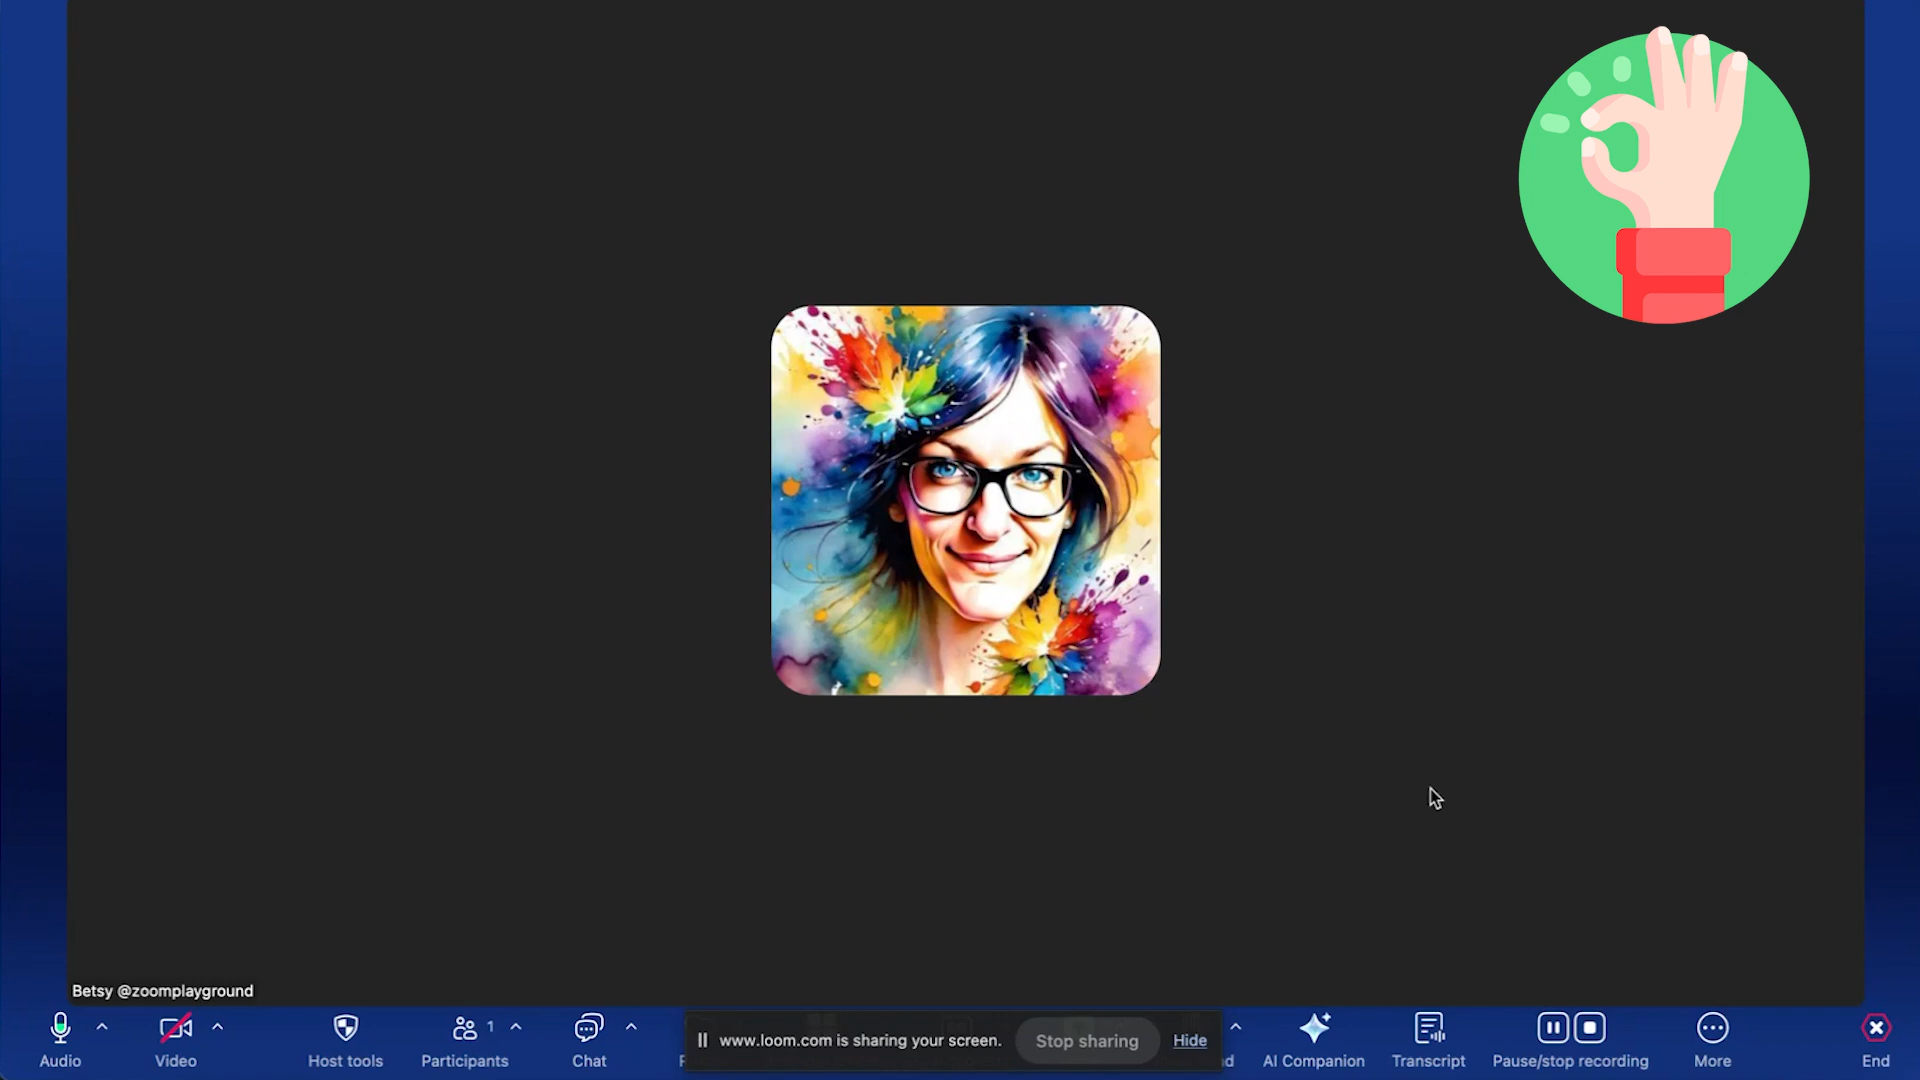 Betsy @zoomplayground
Audio
Video
Host tools
1
Participants
Chat
www.loom.com is sharing your screen.
Stop sharing
Hide
AI Companion
Transcript
Pause/stop recording
More
End